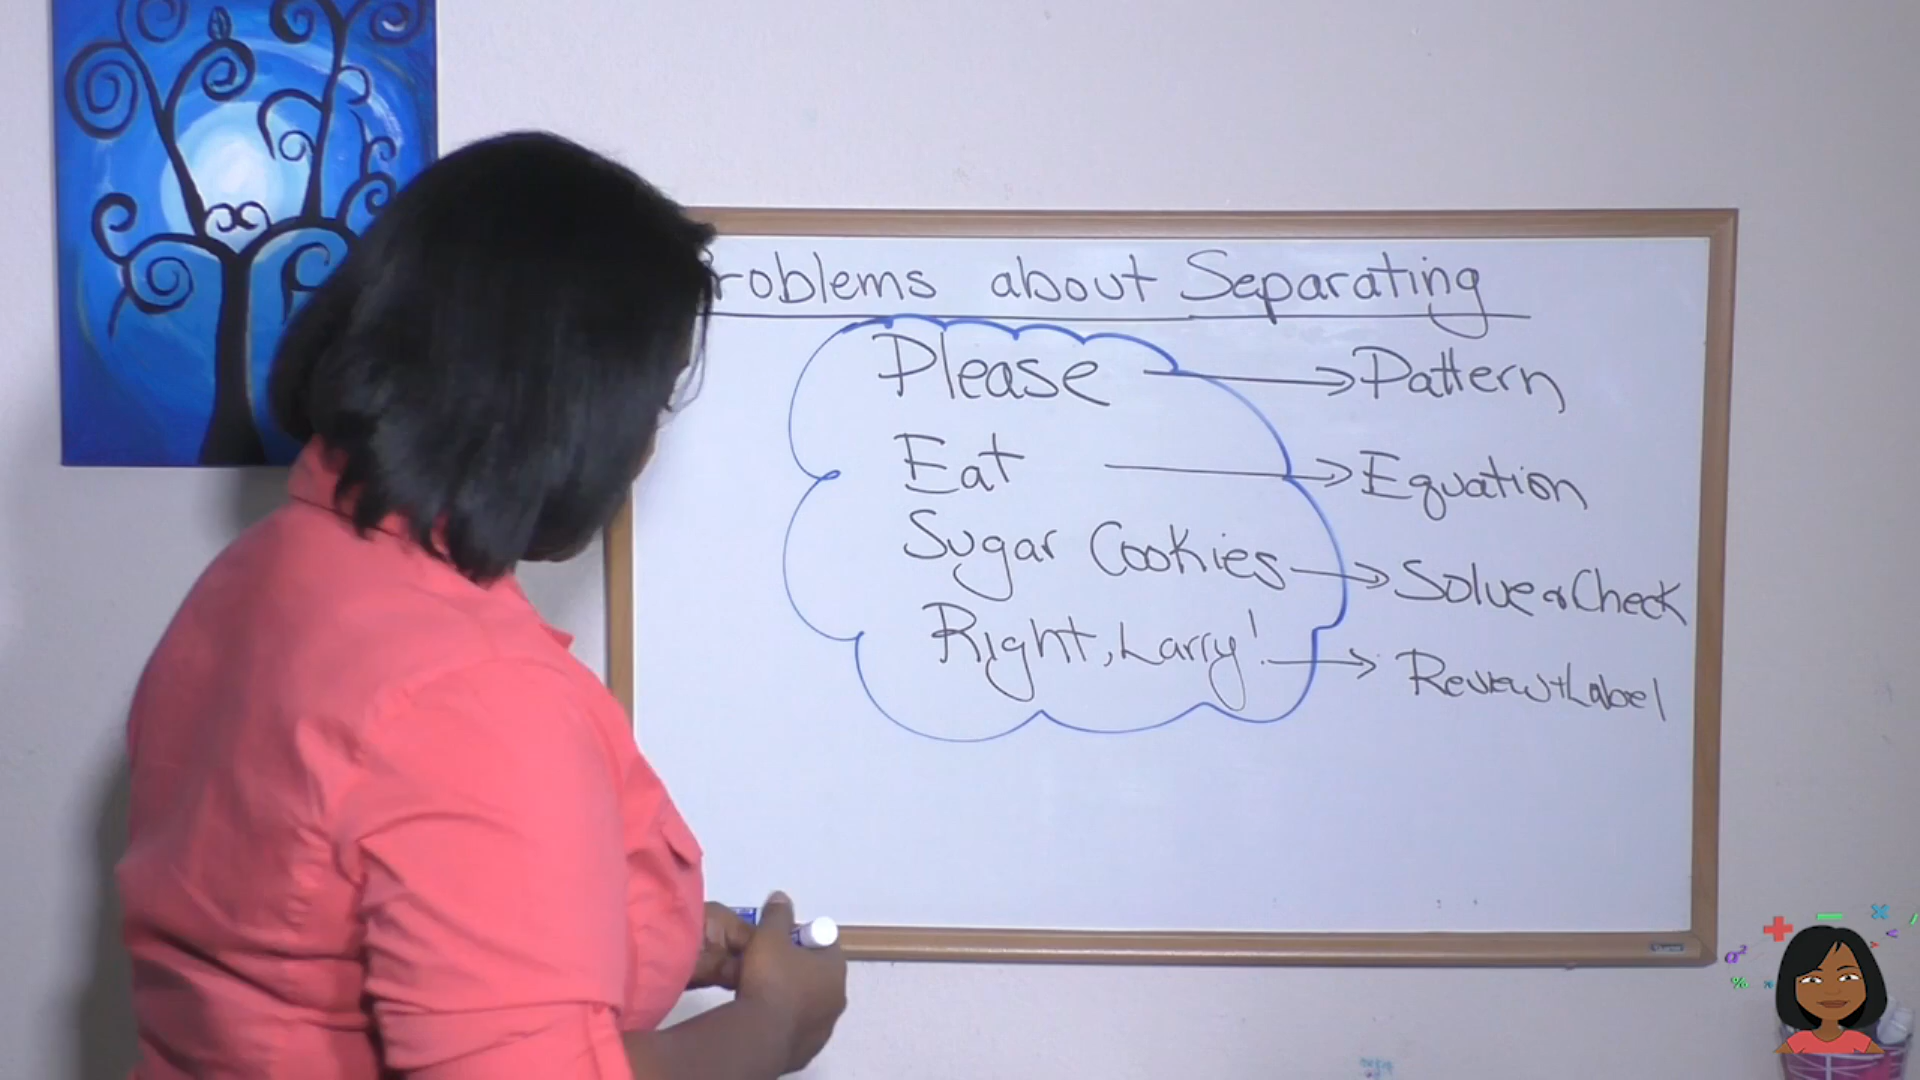 roblems about Separating
Please → Pattern
Eat → Equation
Sugar Cookies → Solve & Check
Right, Larry! → Review + Label